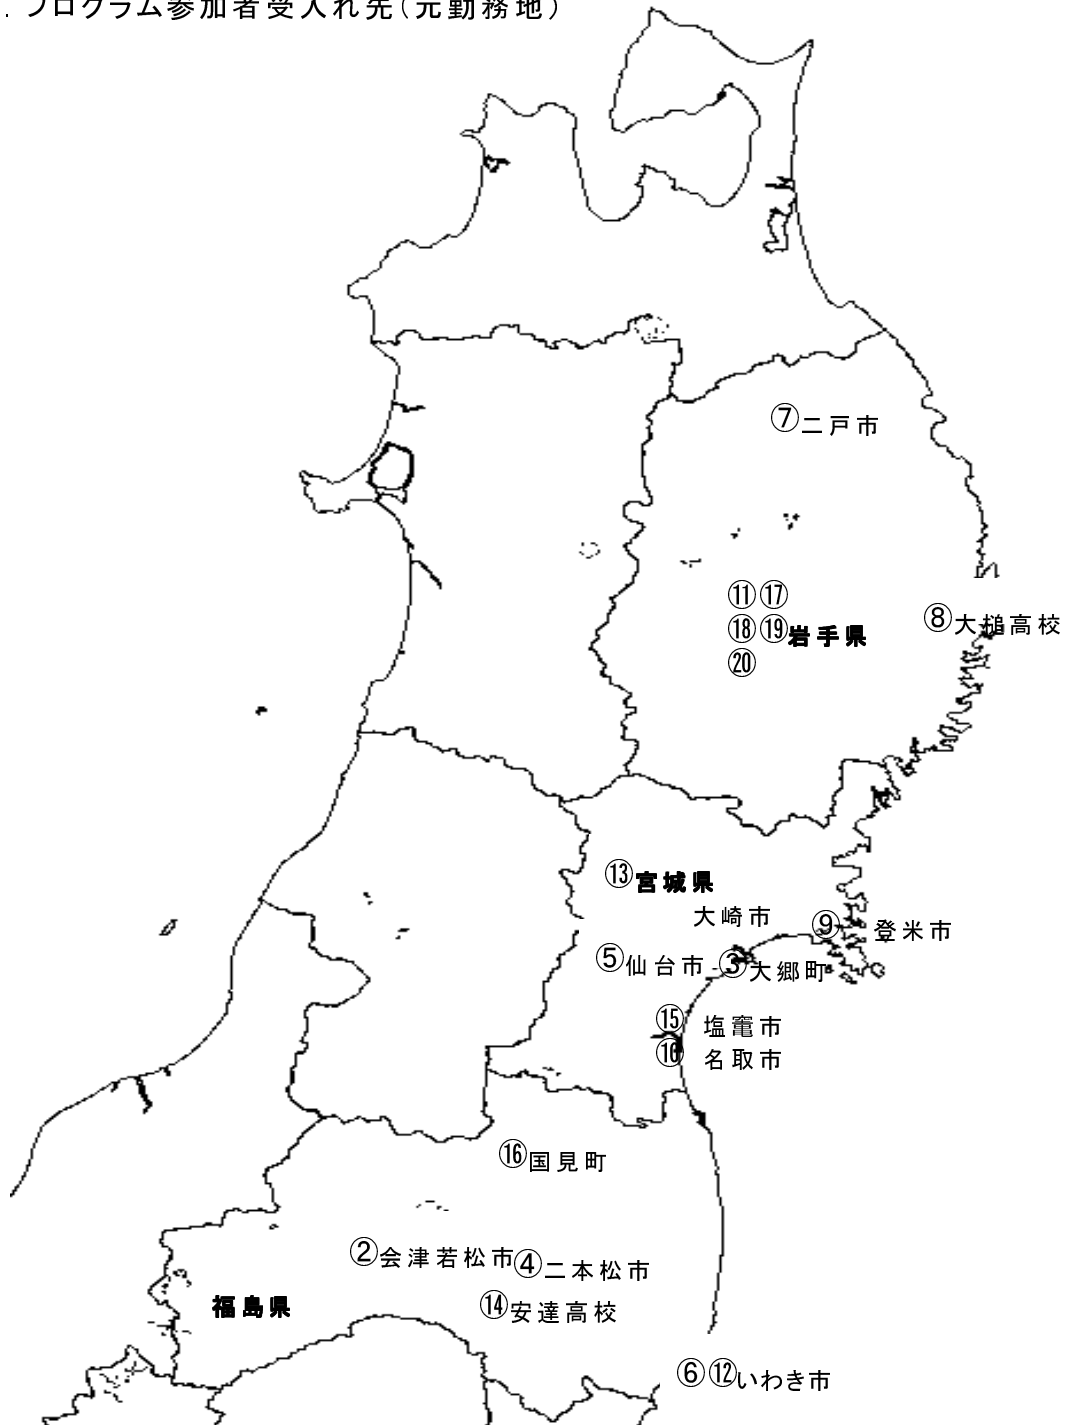 . プログラム参加者受入れ先（元勤務地）
⑦二戸市
⑪⑰
⑱⑲岩手県
⑳
⑧大槌高校
⑬宮城県
大崎市
⑨登米市
⑤仙台市
③大郷町
⑮塩竈市
⑩名取市
⑯国見町
②会津若松市
④二本松市
福島県
⑭安達高校
⑥⑫いわき市